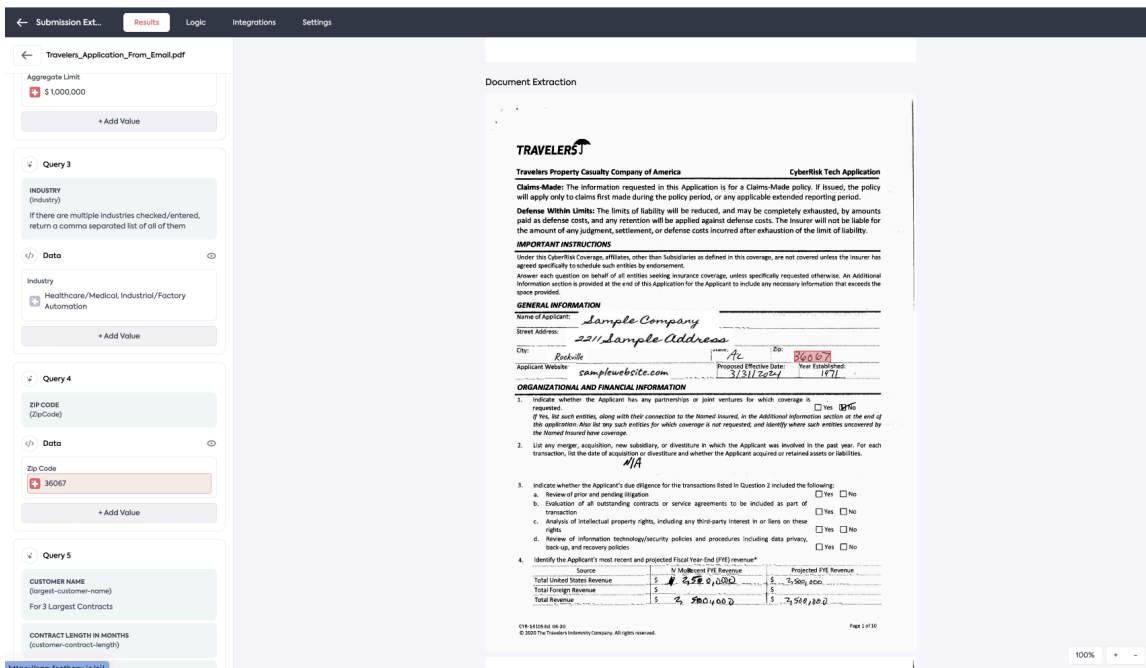 Submission Ext...
Results
Logic
Integrations
Settings
Travelers_Application_From_Email.pdf
Aggregate Limit
$ 1,000,000
+ Add Value
Query 3
INDUSTRY
(Industry)
If there are multiple industries checked/entered,
return a comma separated list of all of them
Data
Industry
Healthcare/Medical, Industrial/Factory
Automation
+ Add Value
Query 4
ZIP CODE
(ZipCode)
Data
Zip Code
36067
+ Add Value
Query 5
CUSTOMER NAME
(largest-customer-name)
For 3 Largest Contracts
CONTRACT LENGTH IN MONTHS
(customer-contract-length)
Document Extraction
TRAVELERS
Travelers Property Casualty Company of America CyberRisk Tech Application
Claims-Made: The information requested in this Application is for a Claims-Made policy. If issued, the policy
will apply only to claims first made during the policy period, or any applicable extended reporting period.
Defense Within Limits: The limits of liability will be reduced, and may be completely exhausted, by amounts
paid as defense costs, and any retention will be applied against defense costs. The Insurer will not be liable for
the amount of any judgment, settlement, or defense costs incurred after exhaustion of the limit of liability.
IMPORTANT INSTRUCTIONS
Under this CyberRisk Coverage, affiliates, other than Subsidiaries as defined in this coverage, are not covered unless the Insurer has
agreed specifically to schedule such entities by endorsement.
Answer each question on behalf of all entities seeking insurance coverage, unless specifically requested otherwise. An Additional
Information section is provided at the end of this Application for the Applicant to include any necessary information that exceeds the
space provided.
GENERAL INFORMATION
Name of Applicant: Sample Company
Street Address: 2211 Sample Address
City: Rockville AL Zip: 36067
Applicant Website samplewebsite.com Proposed Effective Date: 3/31/2024 Year Established: 1971
ORGANIZATIONAL AND FINANCIAL INFORMATION
1. Indicate whether the Applicant has any partnerships or joint ventures for which coverage is
requested. Yes No
If Yes, list such entities, along with their connection to the Named Insured, in the Additional Information section at the end of
this application. Also list any such entities for which coverage is not requested, and identify where such entities uncovered by
the Named Insured have coverage.
2. List any merger, acquisition, new subsidiary, or divestiture in which the Applicant was involved in the past year. For each
transaction, list the date of acquisition or divestiture and whether the Applicant acquired or retained assets or liabilities.
N/A
3. Indicate whether the Applicant's due diligence for the transactions listed in Question 2 included the following:
a. Review of prior and pending litigation Yes No
b. Evaluation of all outstanding contracts or service agreements to be included as part of
transaction Yes No
c. Analysis of intellectual property rights, including any third-party interest in or liens on these
rights Yes No
d. Review of information technology/security policies and procedures including data privacy,
back-up, and recovery policies Yes No
4. Identify the Applicant's most recent and projected Fiscal Year-End (FYE) revenue*
Source Most Recent FYE Revenue Projected FYE Revenue
Total United States Revenue $ 2,500,000 $ 2,500,000
Total Foreign Revenue $ $
Total Revenue $ 2,500,000 $ 2,500,000
CYB-14105 Ed. 06-20 Page 1 of 10
© 2020 The Travelers Indemnity Company. All rights reserved.
100% + -